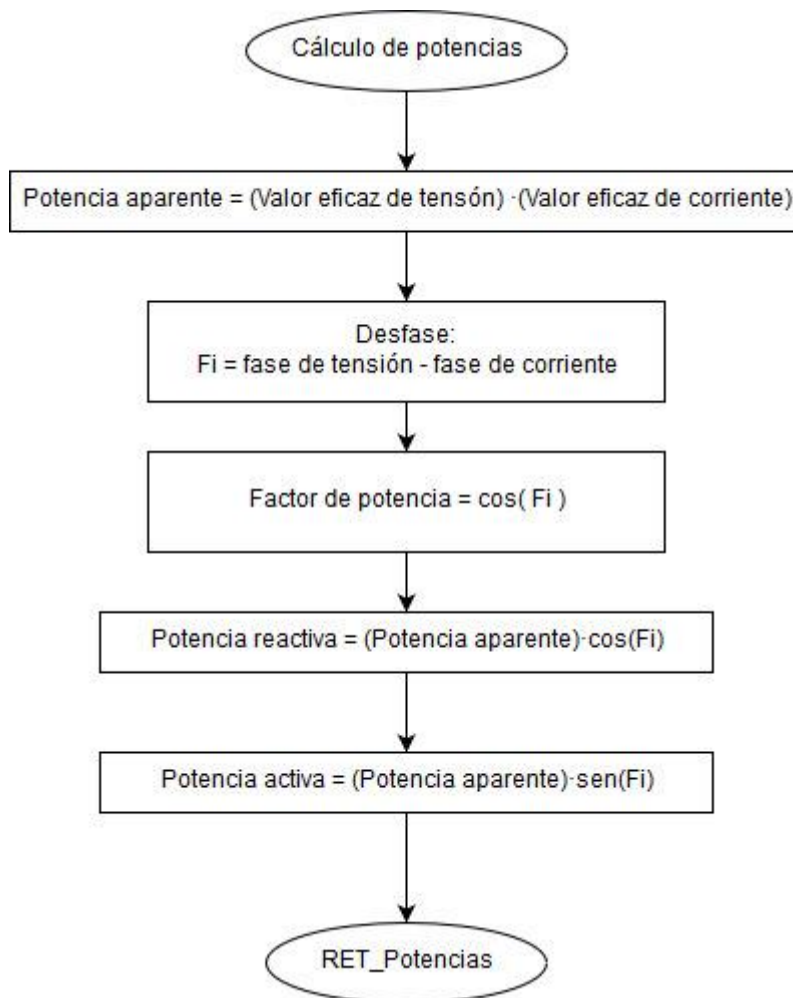 Cálculo de potencias
Potencia aparente = (Valor eficaz de tensón) ·(Valor eficaz de corriente)
Desfase:
Fi = fase de tensión - fase de corriente
Factor de potencia = cos( Fi )
Potencia reactiva = (Potencia aparente)·cos(Fi)
Potencia activa = (Potencia aparente)·sen(Fi)
RET_Potencias